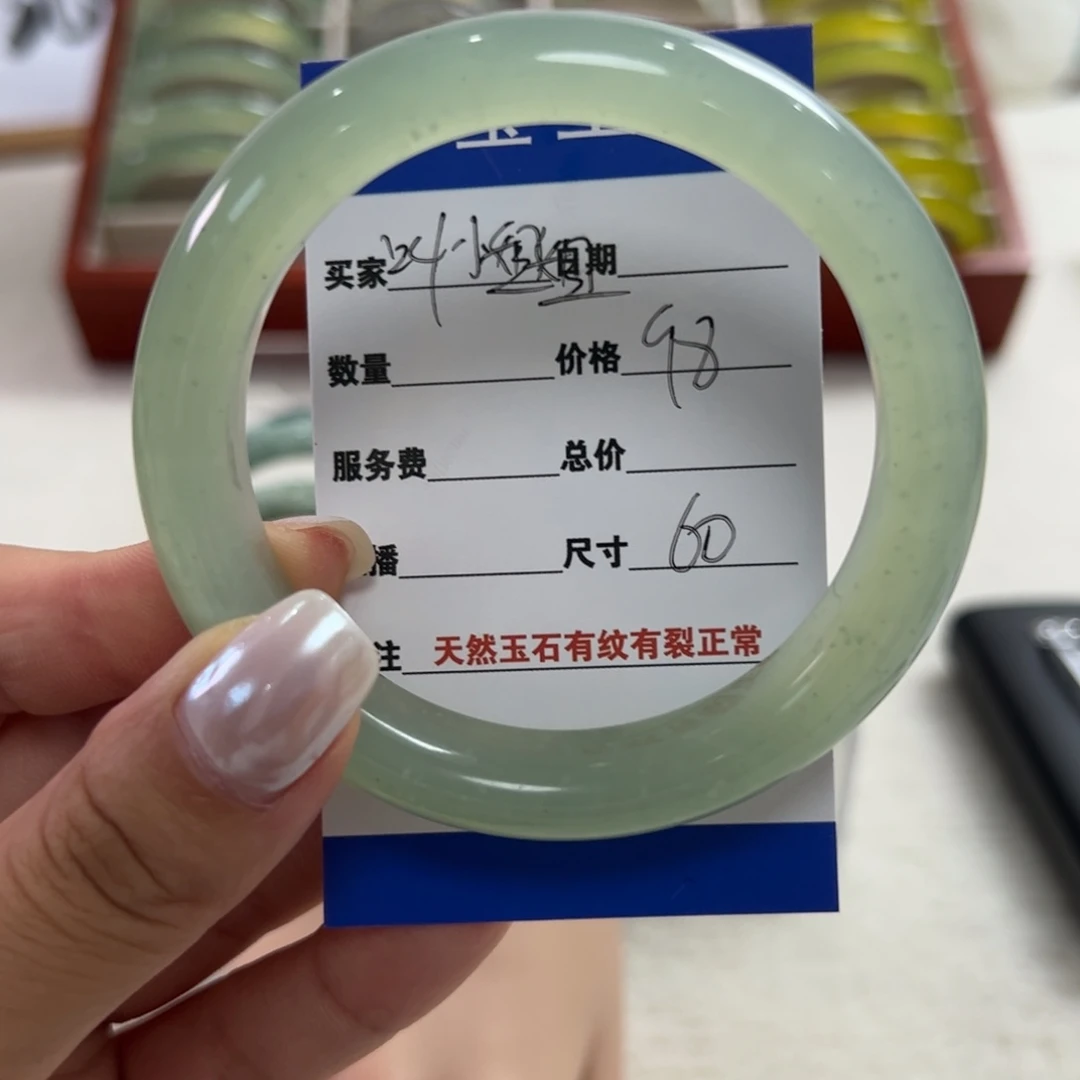 买家 日期
数量 价格 98
服务费 总价
播 尺寸 60
注 天然玉石有纹有裂正常